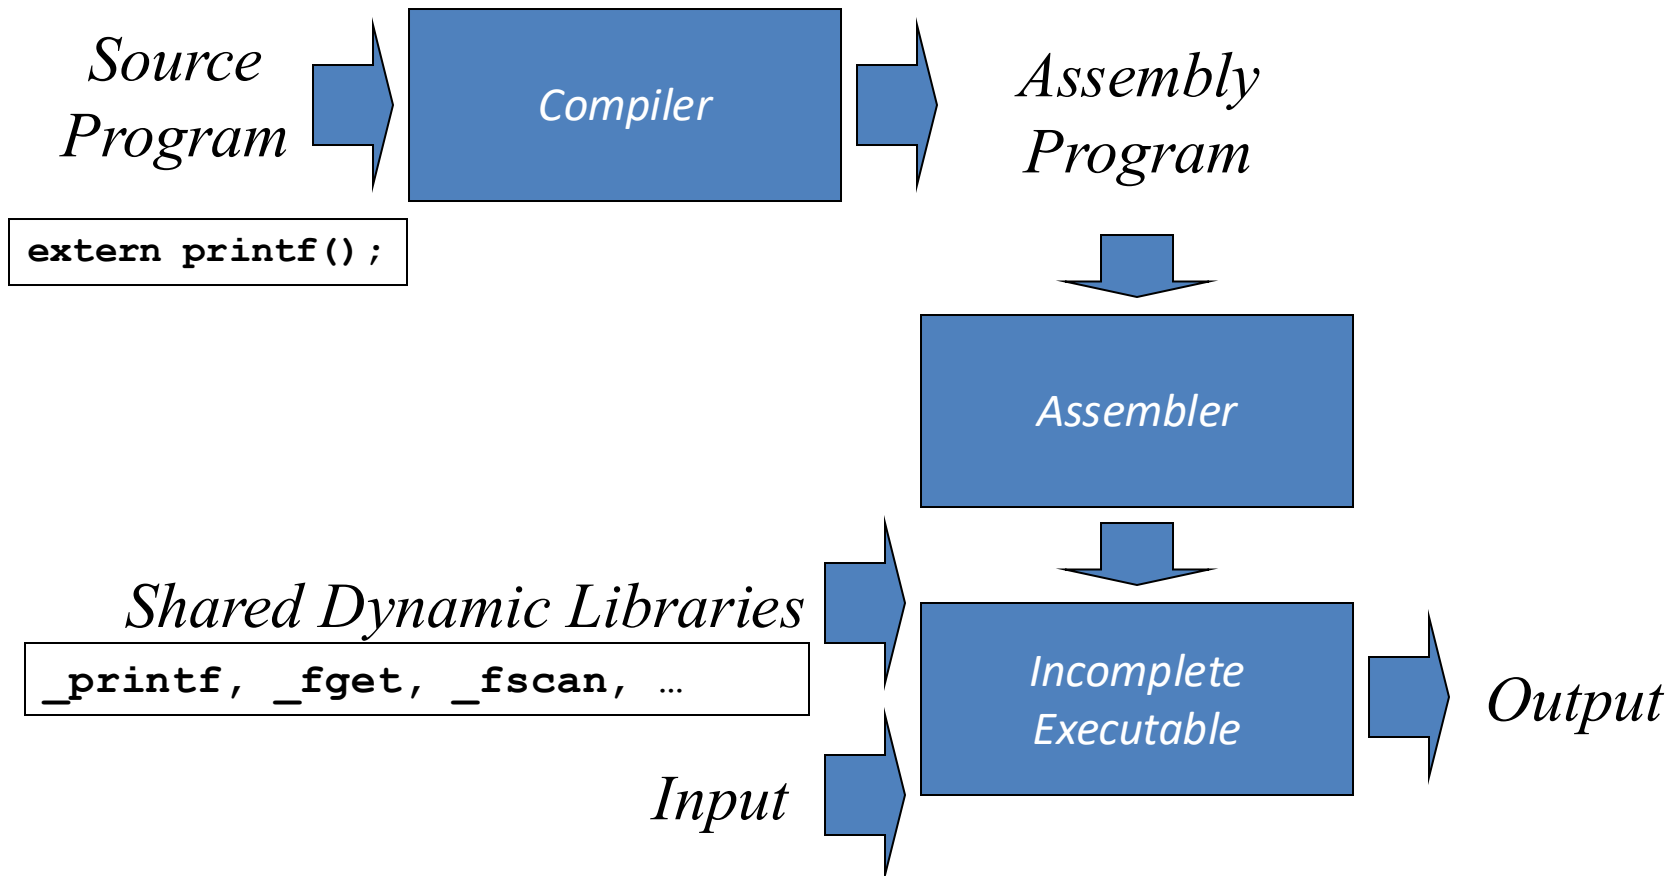 Source
Program
Compiler
Assembly
Program
extern printf();
Assembler
Shared Dynamic Libraries
_printf, _fget, _fscan, …
Incomplete
Executable
Output
Input